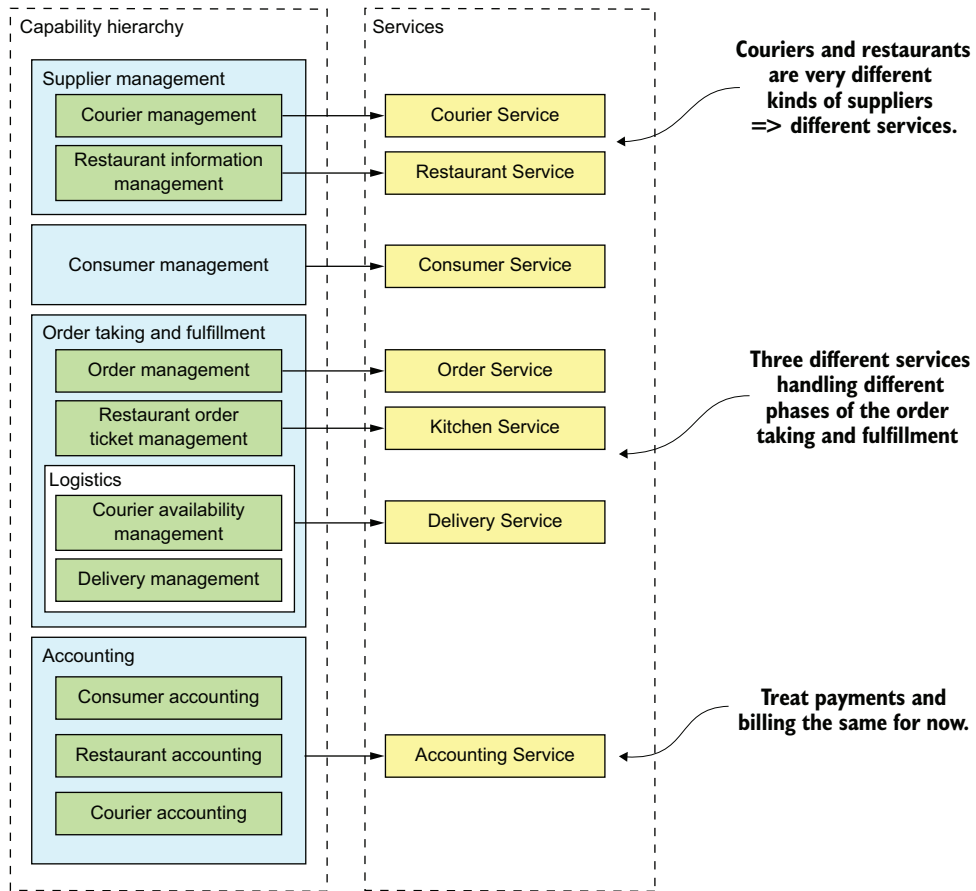 Capability hierarchy
Supplier management
Courier management
Restaurant information
management
Consumer management
Order taking and fulfillment
Order management
Restaurant order
ticket management
Logistics
Courier availability
management
Delivery management
Accounting
Consumer accounting
Restaurant accounting
Courier accounting
Services
Courier Service
Restaurant Service
Consumer Service
Order Service
Kitchen Service
Delivery Service
Accounting Service
Couriers and restaurants
are very different
kinds of suppliers
=> different services.
Three different services
handling different
phases of the order
taking and fulfillment
Treat payments and
billing the same for now.